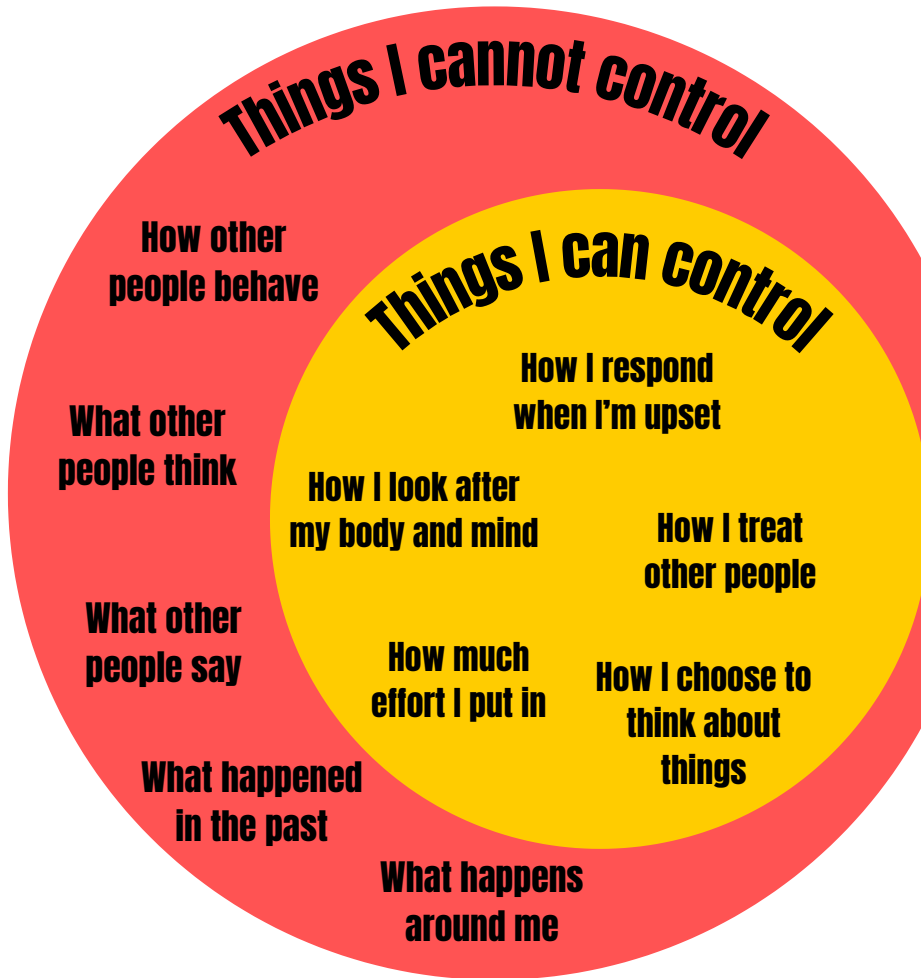 Things I cannot control
How other
people behave
What other
people think
What other
people say
What happened
in the past
What happens
around me
Things I can control
How I respond
when I’m upset
How I look after
my body and mind
How I treat
other people
How much
effort I put in
How I choose to
think about
things